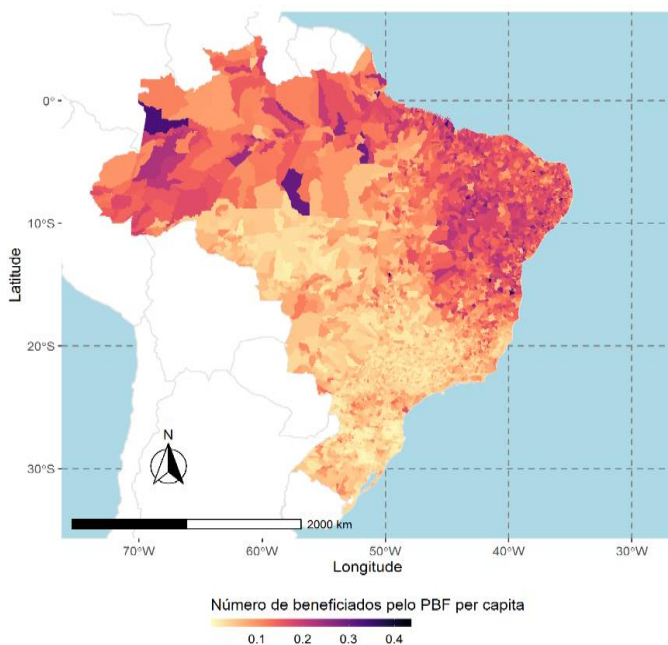 0°
10°S
20°S
30°S
Latitude
N
2000 km
70°W 60°W 50°W 40°W 30°W
Longitude
Número de beneficiados pelo PBF per capita
0.1 0.2 0.3 0.4